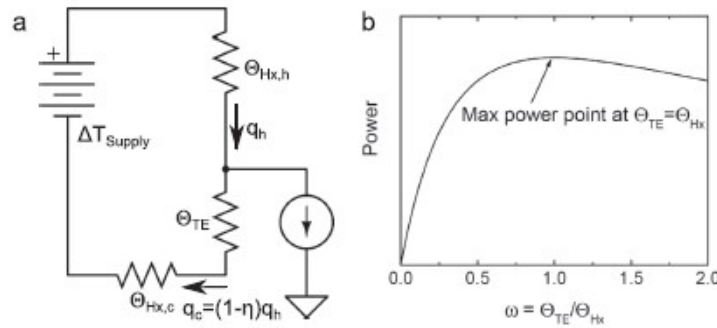 a
+
Θ_Hx,h
ΔT_Supply
q_h
Θ_TE
Θ_Hx,c
q_c=(1-η)q_h
b
Power
Max power point at Θ_TE=Θ_Hx
0.0 0.5 1.0 1.5 2.0
ω = Θ_TE/Θ_Hx